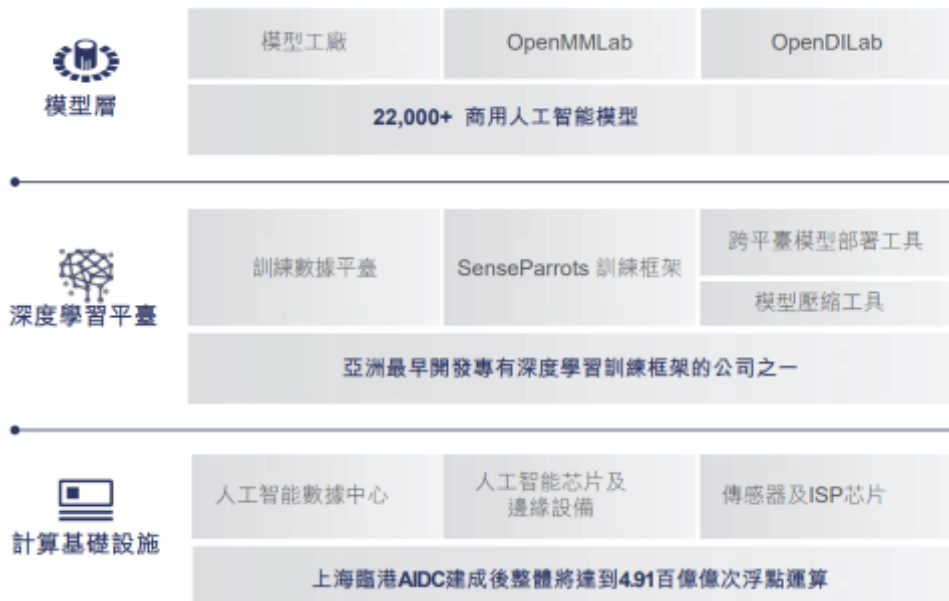 模型工廠
OpenMMLab
OpenDILab
模型層
22,000+ 商用人工智能模型
訓練數據平臺
SenseParrots 訓練框架
跨平臺模型部署工具
模型壓縮工具
深度學習平臺
亞洲最早開發專有深度學習訓練框架的公司之一
人工智能數據中心
人工智能芯片及
邊緣設備
傳感器及ISP芯片
計算基礎設施
上海臨港AIDC建成後整體將達到4.91百億億次浮點運算